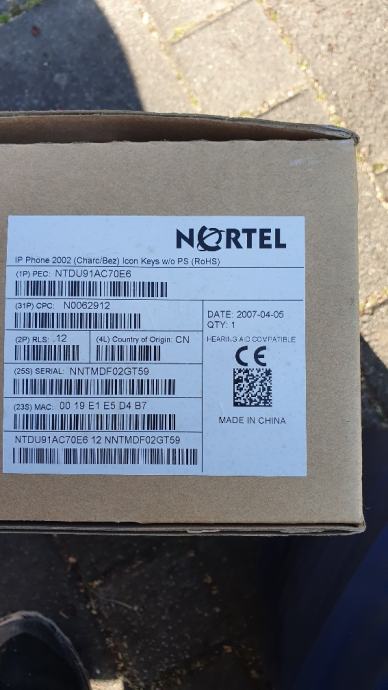 NORTEL
IP Phone 2002 (Charc/Bez) Icon Keys w/o PS (RoHS)
(1P) PEC: NTDU91AC70E6
(31P) CPC: N0062912
(2P) RLS: 12
(4L) Country of Origin: CN
(25S) SERIAL: NNTMDF02GT59
(23S) MAC: 00 19 E1 E5 D4 B7
NTDU91AC70E6 12 NNTMDF02GT59
DATE: 2007-04-05
QTY: 1
HEARING AID COMPATIBLE
CE
MADE IN CHINA